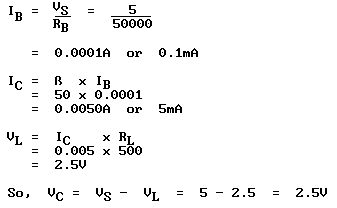 I_B = V_S/R_B = 5/50000
= 0.0001A or 0.1mA
I_C = ß x I_B
= 50 x 0.0001
= 0.0050A or 5mA
V_L = I_C x R_L
= 0.005 x 500
= 2.5V
So, V_C = V_S - V_L = 5 - 2.5 = 2.5V